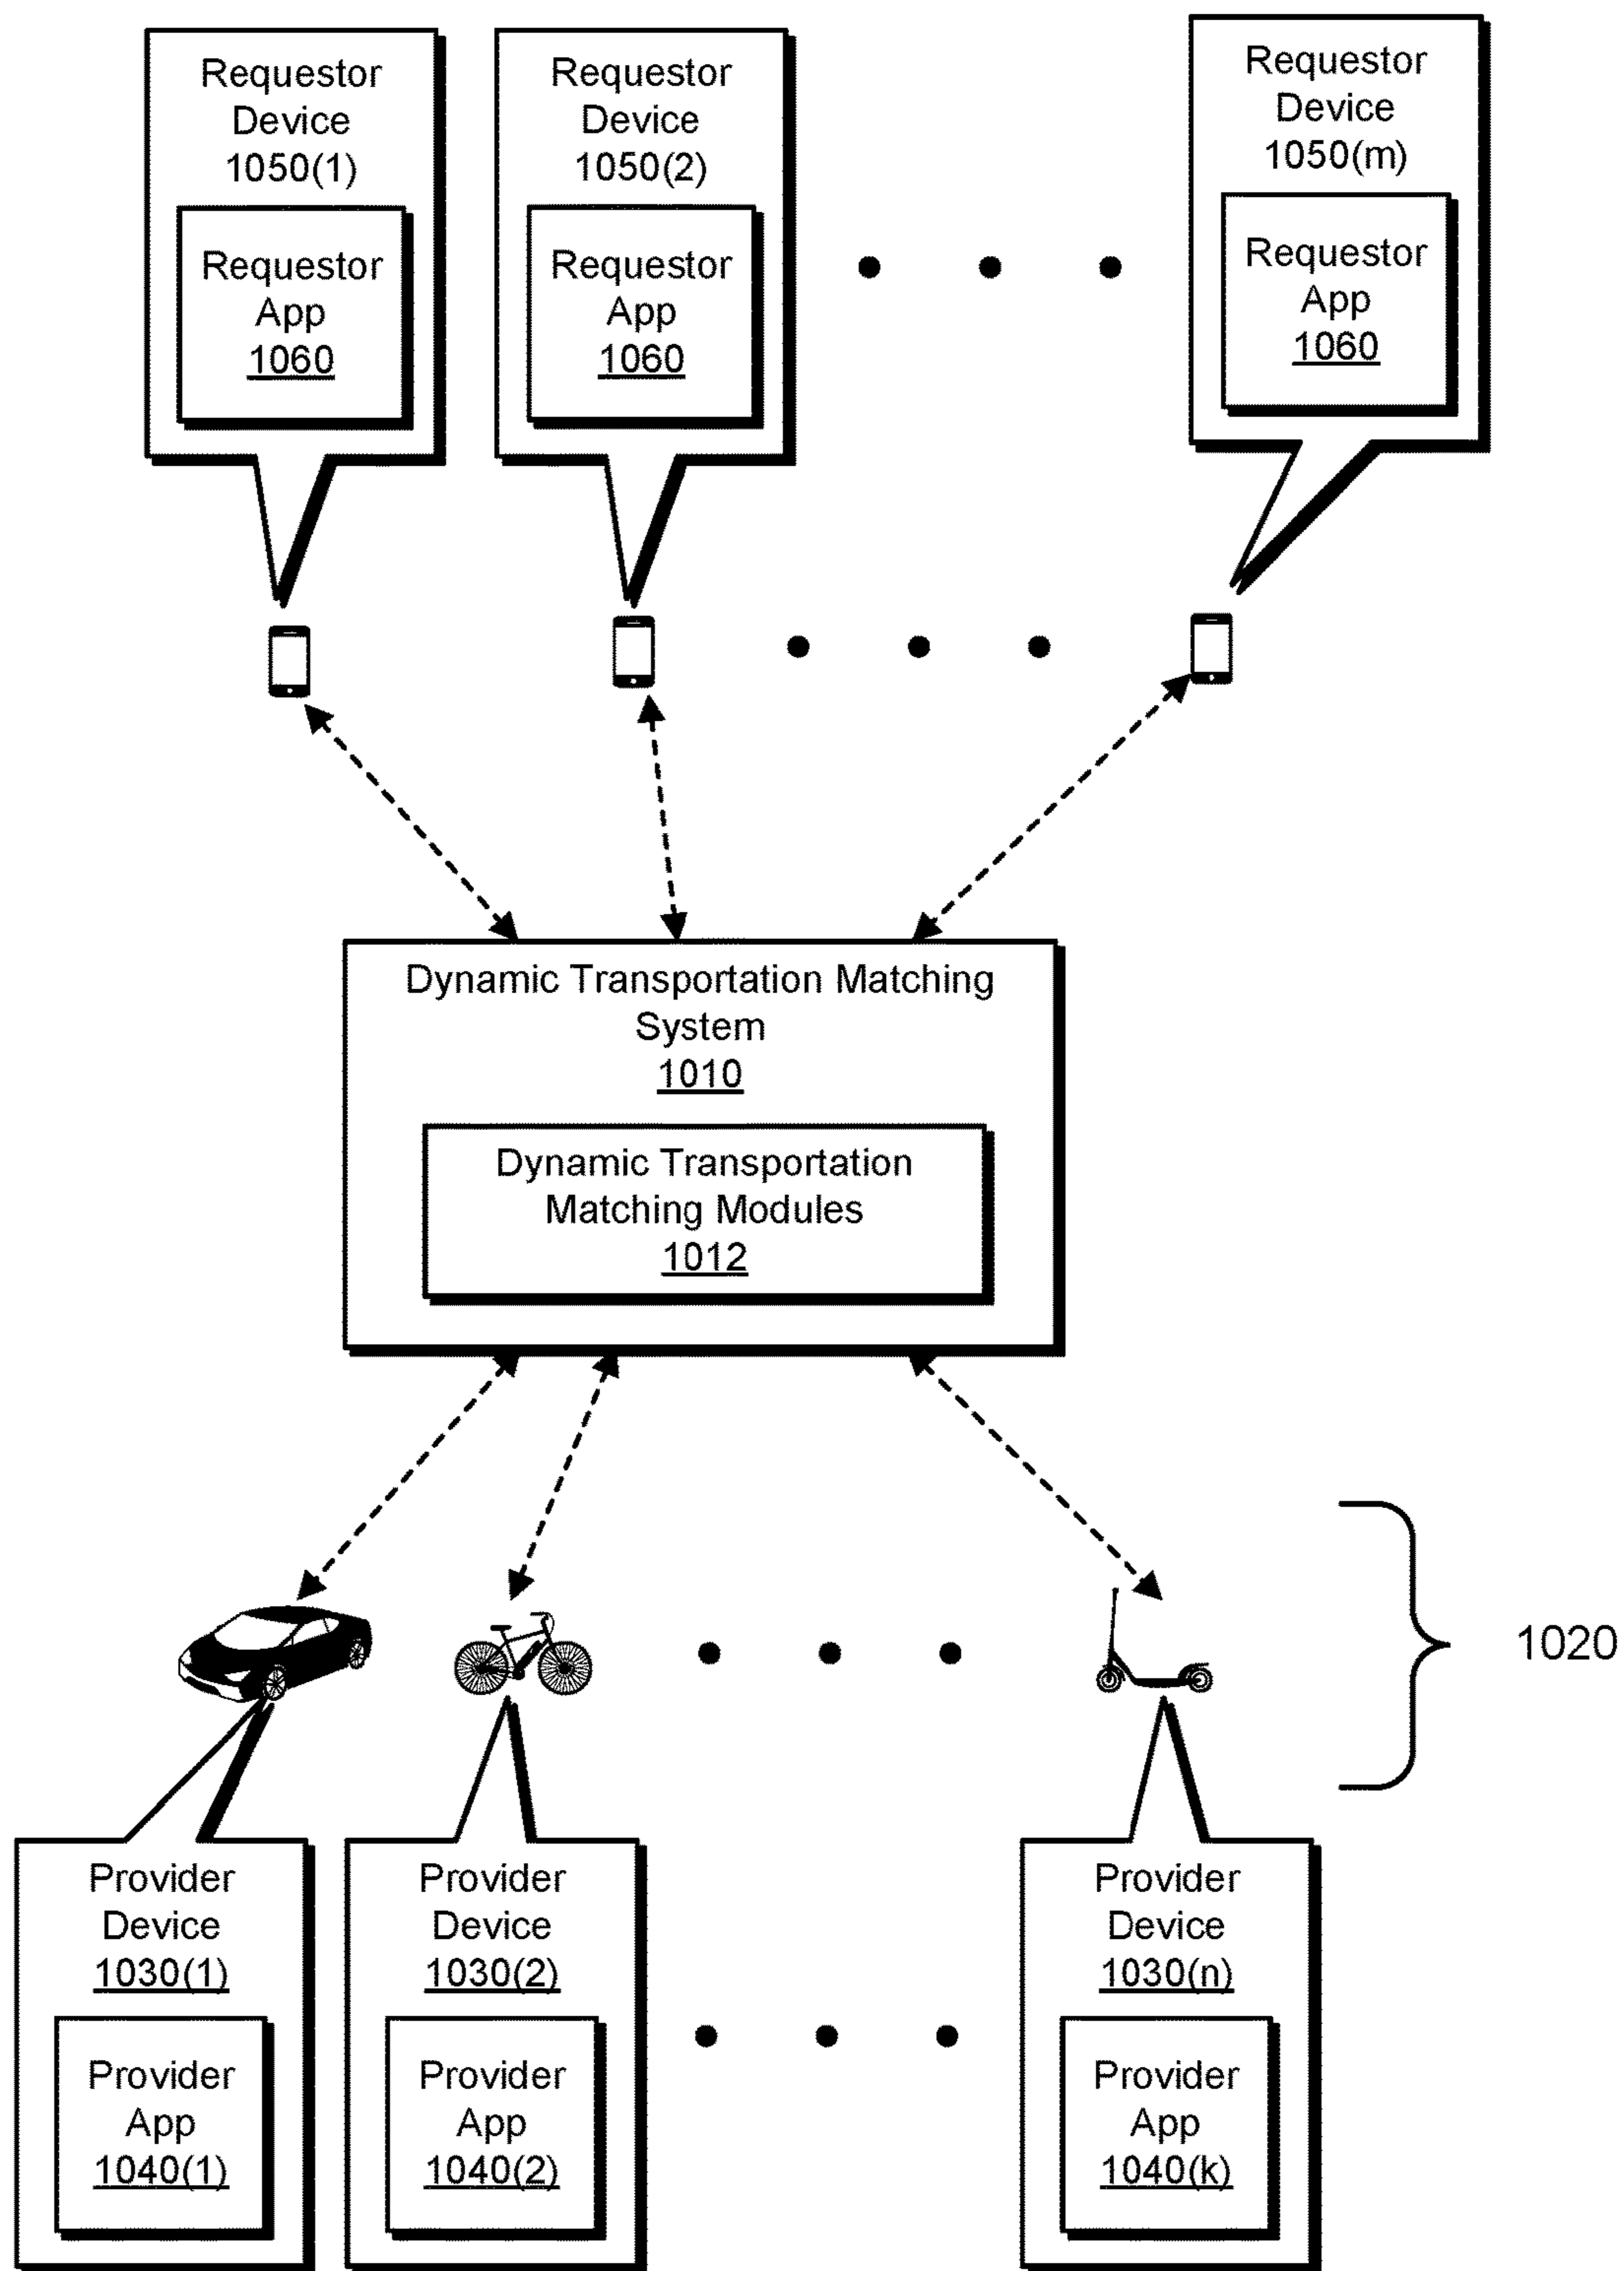 Requestor
Device
1050(1)
Requestor
App
1060
Requestor
Device
1050(2)
Requestor
App
1060
Requestor
Device
1050(m)
Requestor
App
1060
Dynamic Transportation Matching
System
1010
Dynamic Transportation
Matching Modules
1012
1020
Provider
Device
1030(1)
Provider
App
1040(1)
Provider
Device
1030(2)
Provider
App
1040(2)
Provider
Device
1030(n)
Provider
App
1040(k)